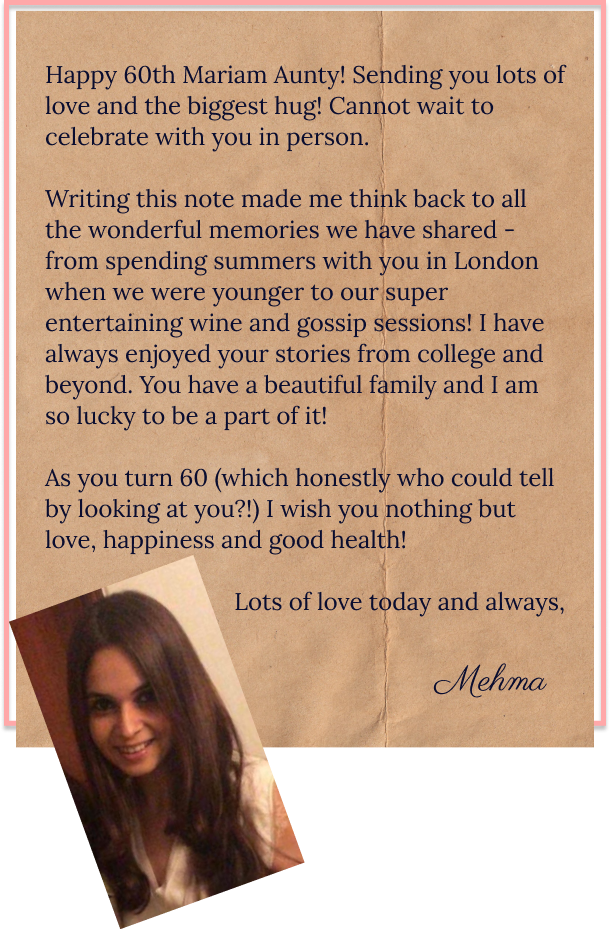 Happy 60th Mariam Aunty! Sending you lots of
love and the biggest hug! Cannot wait to
celebrate with you in person.
Writing this note made me think back to all
the wonderful memories we have shared -
from spending summers with you in London
when we were younger to our super
entertaining wine and gossip sessions! I have
always enjoyed your stories from college and
beyond. You have a beautiful family and I am
so lucky to be a part of it!
As you turn 60 (which honestly who could tell
by looking at you?!) I wish you nothing but
love, happiness and good health!
Lots of love today and always,
Mehma